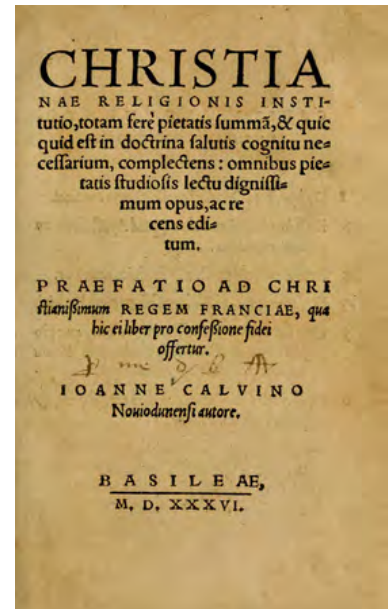 CHRISTIA
NAE RELIGIONIS INSTI-
tutio, totam ferè pietatis summã, & quic
quid est in doctrina salutis cognitu ne=
cessarium, complectens: omnibus pie=
tatis studiosis lectu dignissi=
mum opus, ac re
cens edi=
tum.
PRAEFATIO AD CHRI
stianißimum REGEM FRANCIAE, qua
hic ei liber pro confeßione fidei
offertur.
IOANNE CALVINO
Nouiodunensi autore.
BASILEAE,
M. D. XXXVI.